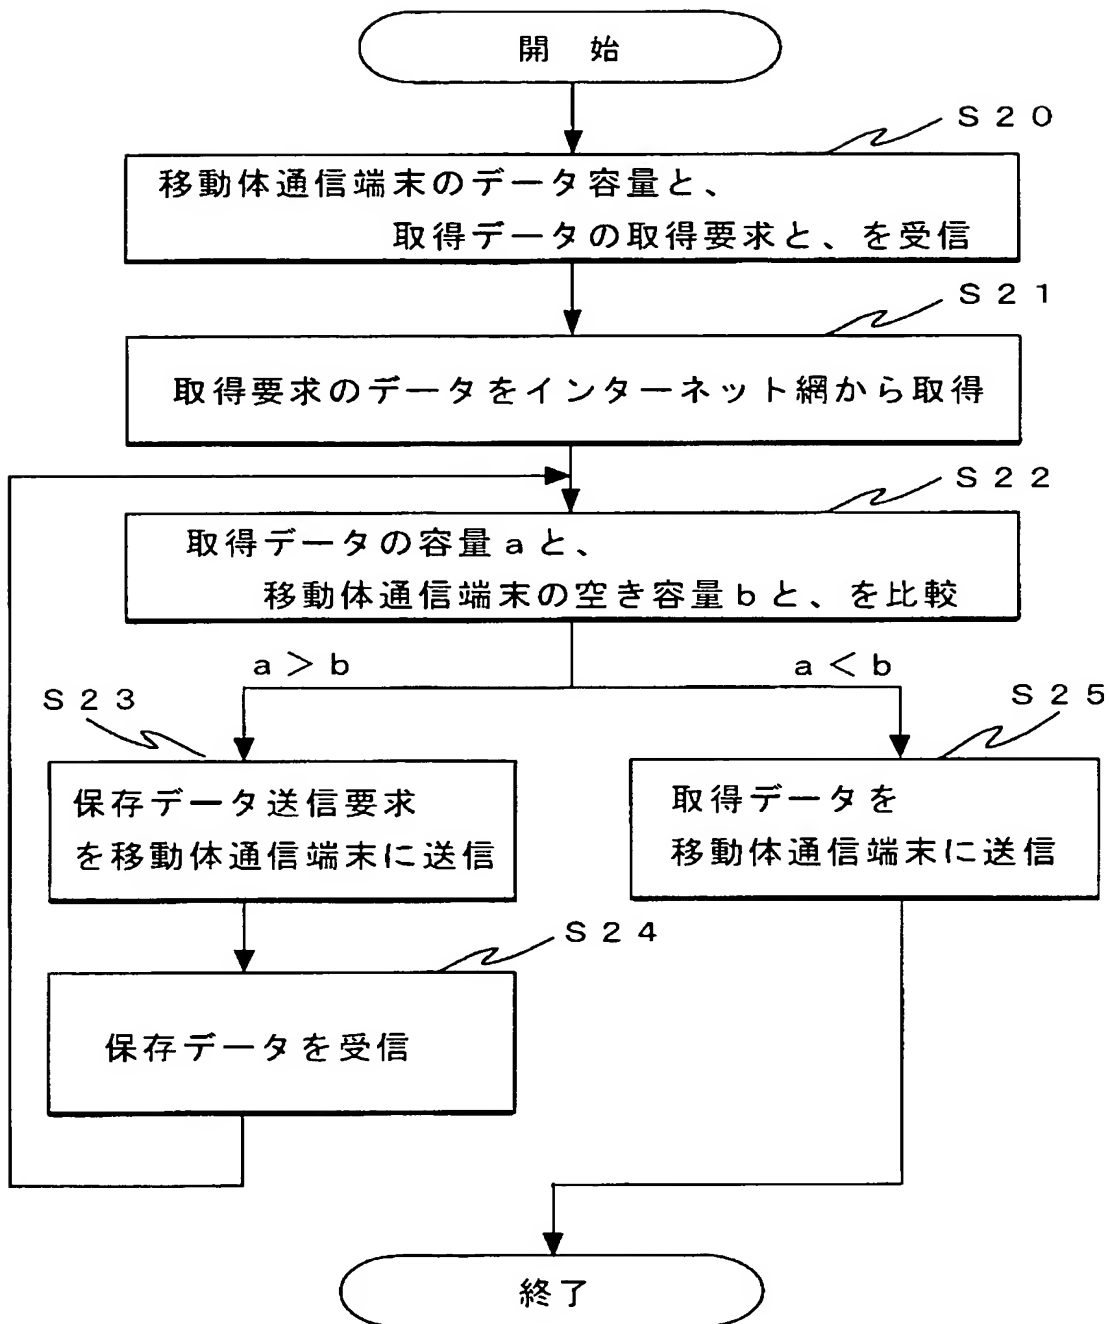 開 始
S20
移動体通信端末のデータ容量と、
取得データの取得要求と、を受信
S21
取得要求のデータをインターネット網から取得
S22
取得データの容量aと、
移動体通信端末の空き容量bと、を比較
a>b
a<b
S23
S25
保存データ送信要求
を移動体通信端末に送信
取得データを
移動体通信端末に送信
S24
保存データを受信
終了